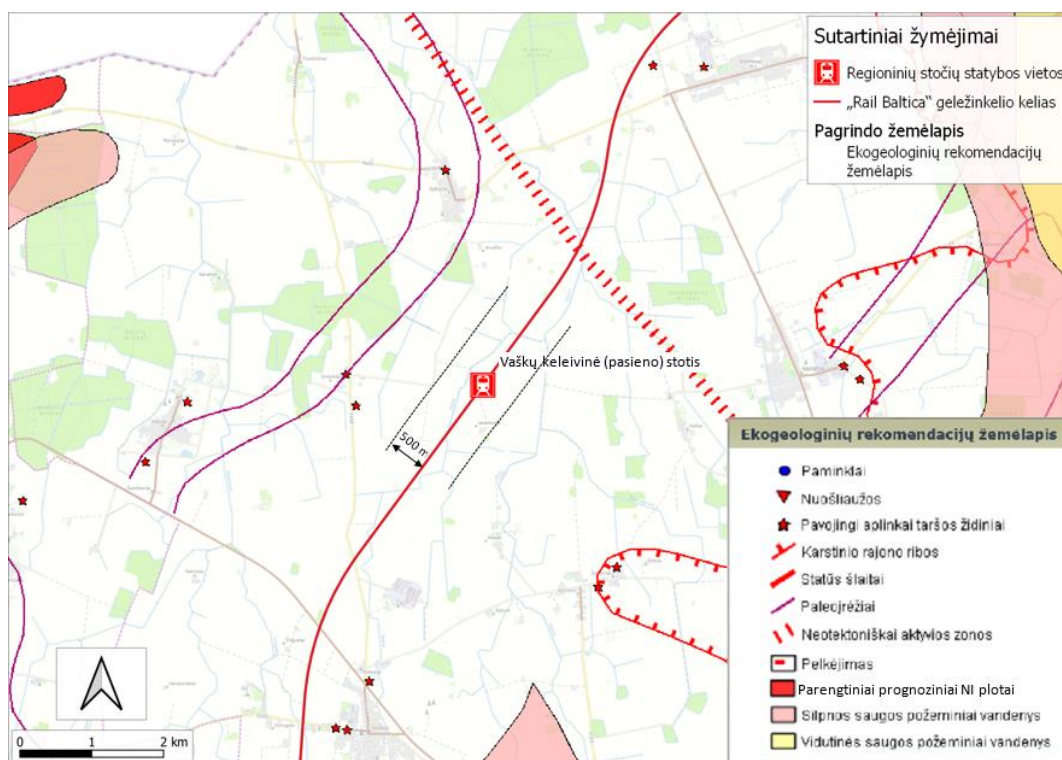 Sutartiniai žymėjimai
Regioninių stočių statybos vietos
„Rail Baltica“ geležinkelio kelias
Pagrindo žemėlapis
Ekogeologinių rekomendacijų
žemėlapis
Vaškų keleivinė (pasienio) stotis
500 m
Ekogeologinių rekomendacijų žemėlapis
Paminklai
Nuošliaužos
Pavojingi aplinkai taršos židiniai
Karstinio rajono ribos
Statūs šlaitai
Paleojrėžiai
Neotektoniškai aktyvios zonos
Pelkėjimas
Parengtiniai prognoziniai NI plotai
Silpnos saugos požeminiai vandenys
Vidutinės saugos požeminiai vandenys
0 1 2 km